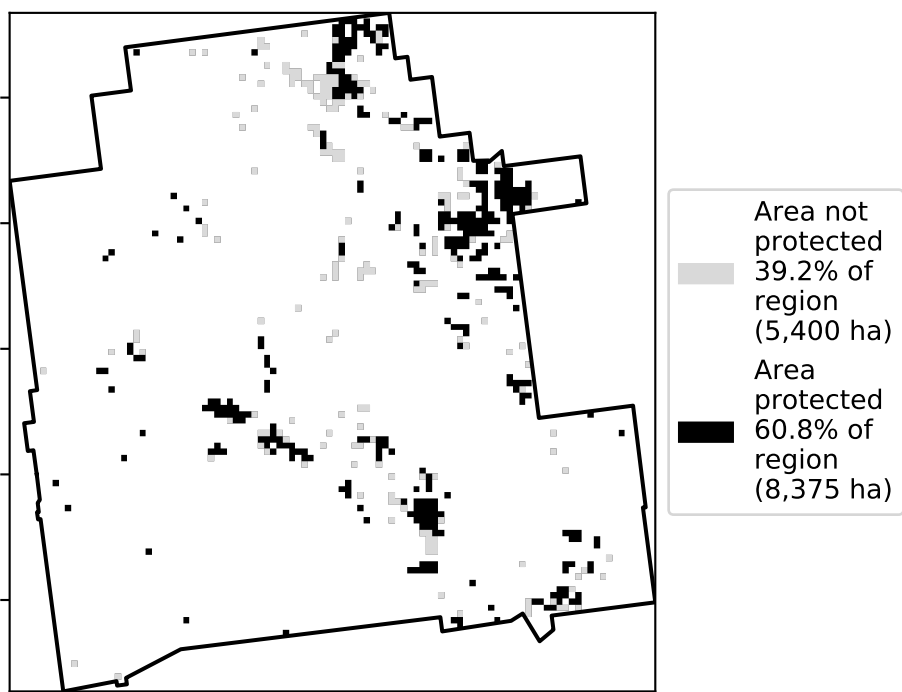 Area not
protected
39.2% of
region
(5,400 ha)
Area
protected
60.8% of
region
(8,375 ha)